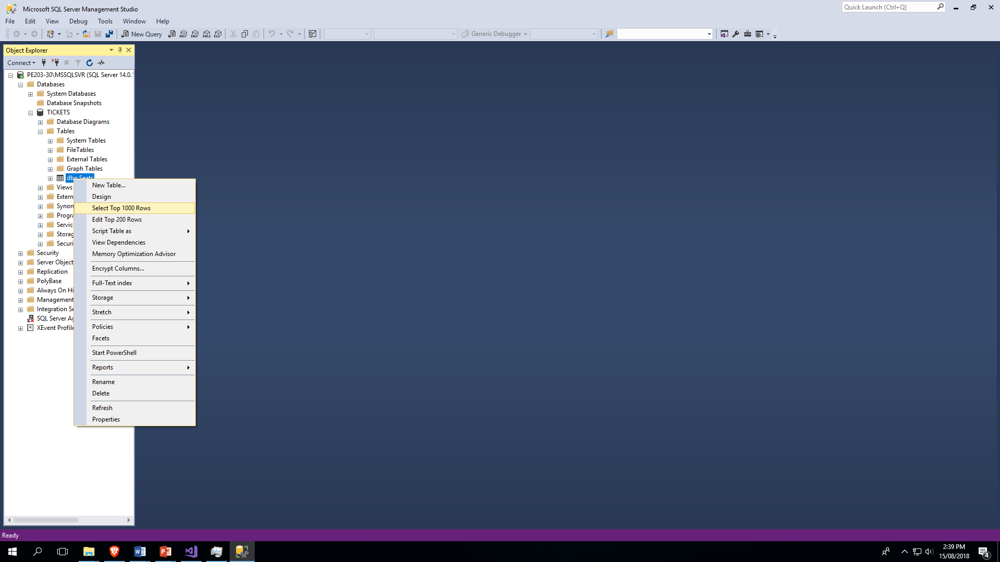 Microsoft SQL Server Management Studio
Quick Launch (Ctrl+Q)
File Edit View Debug Tools Window Help
New Query
MDX DMX XMLA DAX
Generic Debugger
Object Explorer
Connect
PE203-30\MSSQLSVR (SQL Server 14.0.
Databases
System Databases
Database Snapshots
TICKETS
Database Diagrams
Tables
System Tables
FileTables
External Tables
Graph Tables
dbo.Seats
Views
Extern
Synon
Progra
Servic
Storag
Securi
Security
Server Object
Replication
PolyBase
Always On Hi
Management
Integration Se
SQL Server Ag
XEvent Profile
New Table...
Design
Select Top 1000 Rows
Edit Top 200 Rows
Script Table as
View Dependencies
Memory Optimization Advisor
Encrypt Columns...
Full-Text index
Storage
Stretch
Policies
Facets
Start PowerShell
Reports
Rename
Delete
Refresh
Properties
Ready
2:39 PM
15/08/2018
4